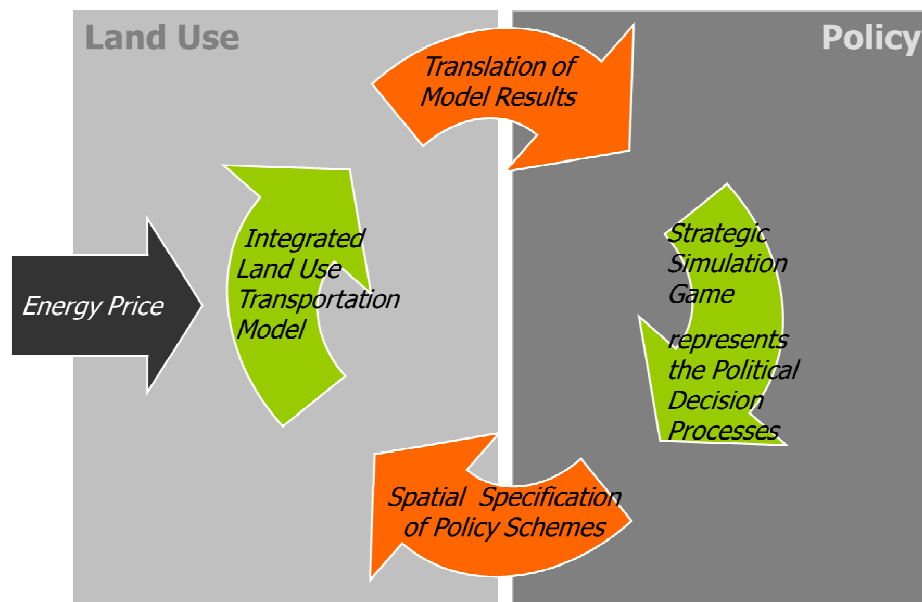 Land Use
Policy
Translation of
Model Results
Integrated
Land Use
Transportation
Model
Strategic
Simulation
Game
represents
the Political
Decision
Processes
Energy Price
Spatial Specification
of Policy Schemes